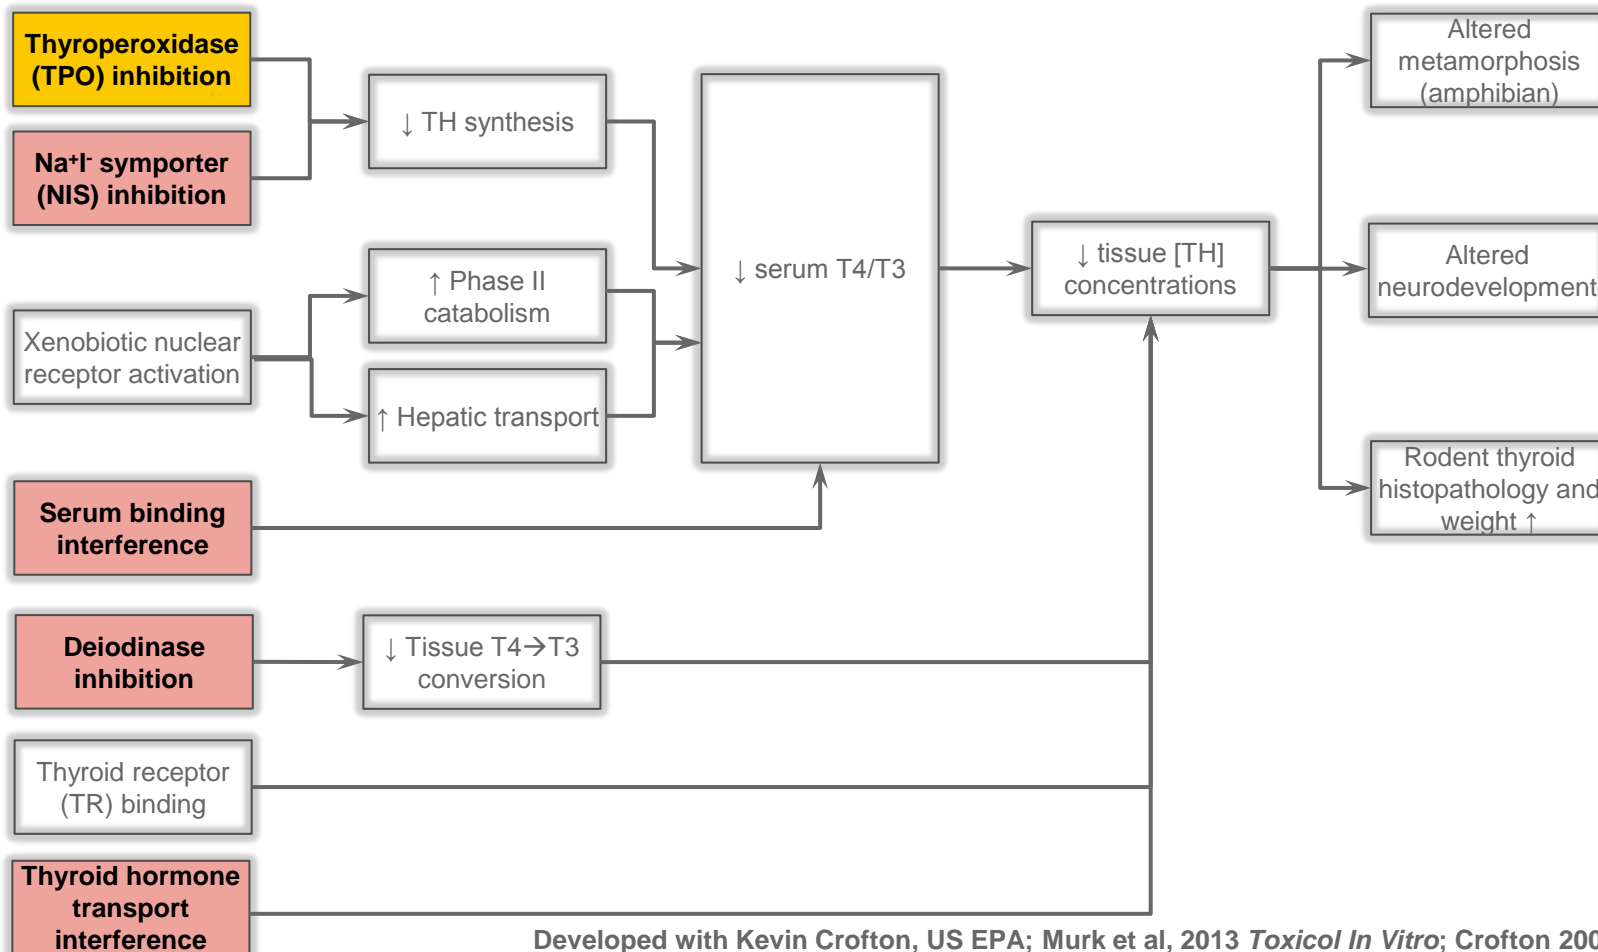 Thyroperoxidase
(TPO) inhibition
Na⁺I⁻ symporter
(NIS) inhibition
Xenobiotic nuclear
receptor activation
Serum binding
interference
Deiodinase
inhibition
Thyroid receptor
(TR) binding
Thyroid hormone
transport
interference
↓ TH synthesis
↑ Phase II
catabolism
↑ Hepatic transport
↓ Tissue T4→T3
conversion
↓ serum T4/T3
↓ tissue [TH]
concentrations
Altered
metamorphosis
(amphibian)
Altered
neurodevelopment
Rodent thyroid
histopathology and
weight ↑
Developed with Kevin Crofton, US EPA; Murk et al, 2013 Toxicol In Vitro; Crofton